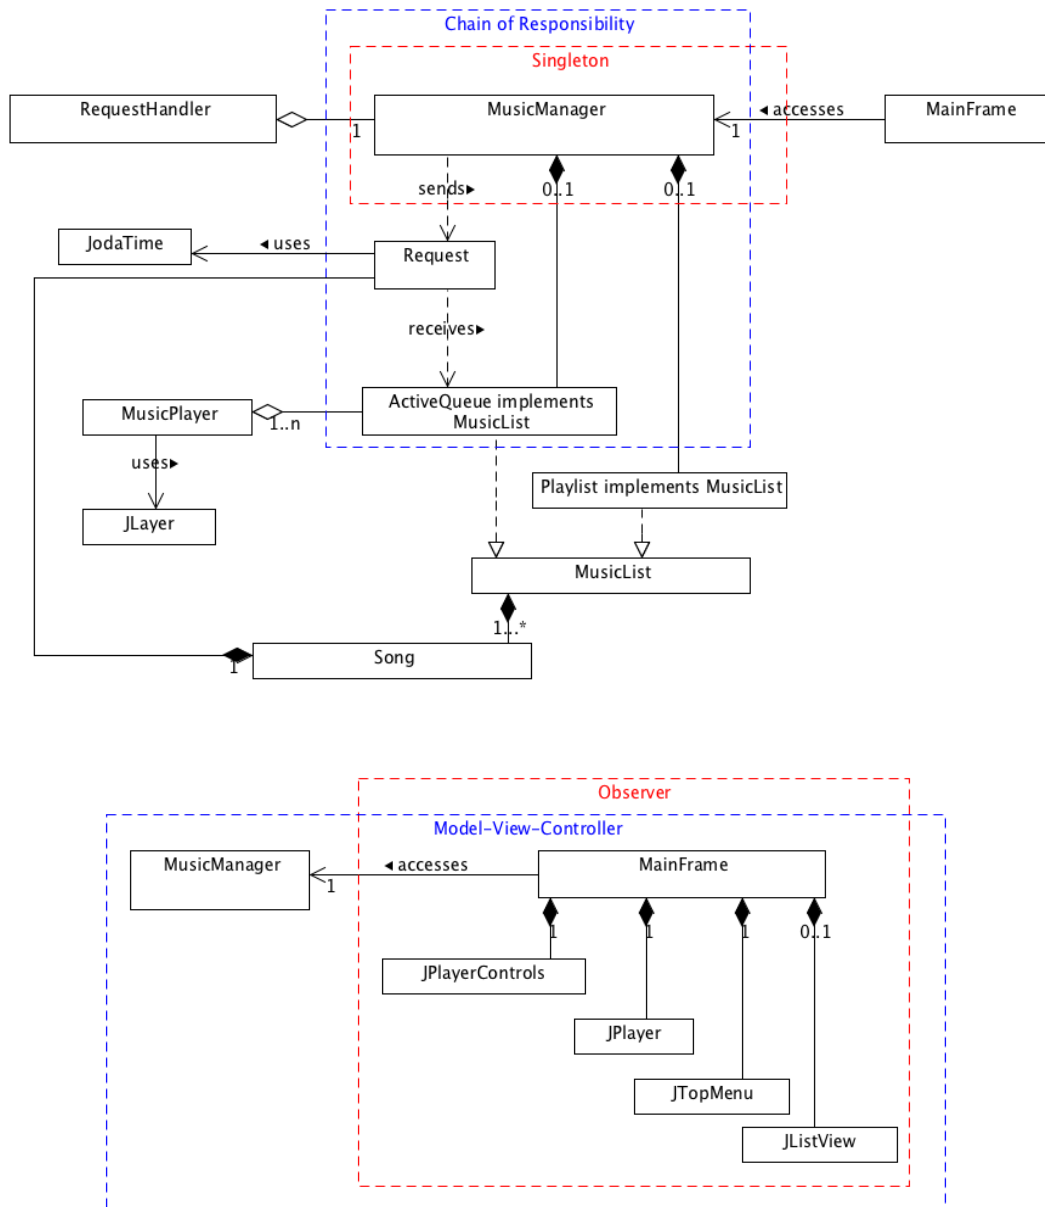 Chain of Responsibility
Singleton
RequestHandler
MusicManager
MainFrame
◂ accesses
1
1
sends▸
0..1
0..1
JodaTime
◂ uses
Request
receives▸
MusicPlayer
1..n
ActiveQueue implements
MusicList
uses▸
Playlist implements MusicList
JLayer
MusicList
1...*
Song
1
Observer
Model-View-Controller
MusicManager
◂ accesses
MainFrame
1
1
1
1
0..1
JPlayerControls
JPlayer
JTopMenu
JListView